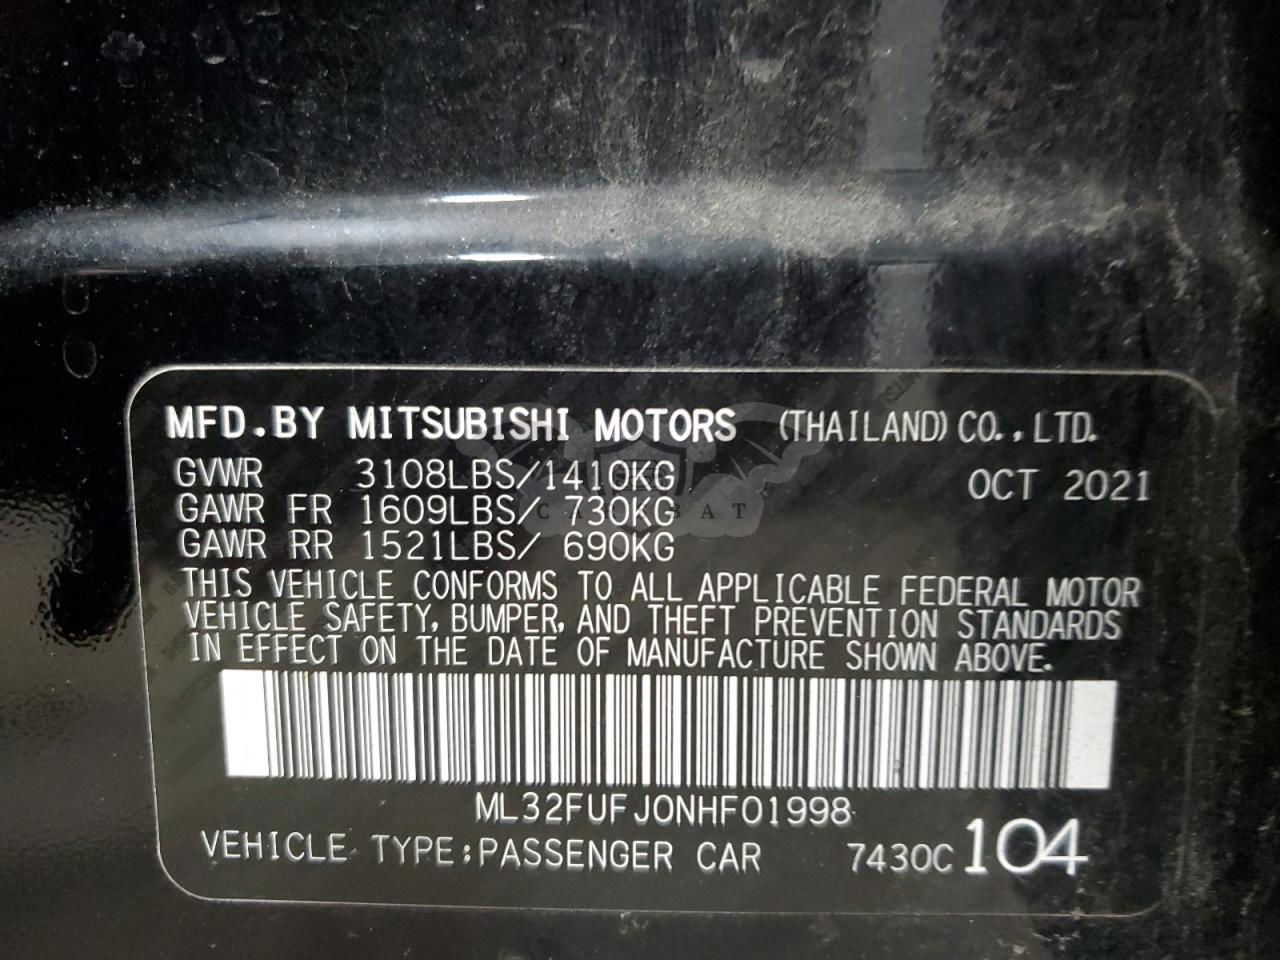 MFD.BY MITSUBISHI MOTORS (THAILAND) CO.,LTD.
GVWR 3108LBS/1410KG OCT 2021
GAWR FR 1609LBS/ 730KG
GAWR RR 1521LBS/ 690KG
THIS VEHICLE CONFORMS TO ALL APPLICABLE FEDERAL MOTOR
VEHICLE SAFETY, BUMPER, AND THEFT PREVENTION STANDARDS
IN EFFECT ON THE DATE OF MANUFACTURE SHOWN ABOVE.
ML32FUFJ0NHF01998
VEHICLE TYPE:PASSENGER CAR 7430C 104